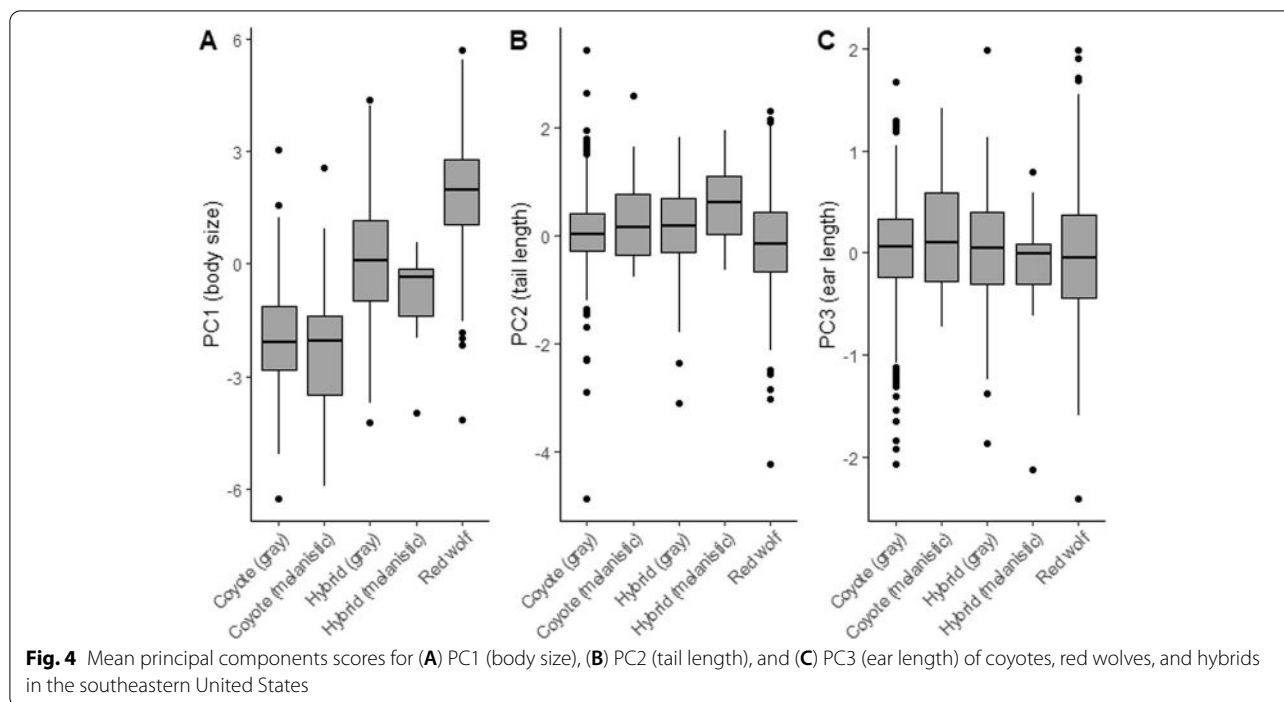 A
PC1 (body size)
6
3
0
-3
-6
Coyote (gray)
Coyote (melanistic)
Hybrid (gray)
Hybrid (melanistic)
Red wolf
B
PC2 (tail length)
2
0
-2
-4
Coyote (gray)
Coyote (melanistic)
Hybrid (gray)
Hybrid (melanistic)
Red wolf
C
PC3 (ear length)
2
1
0
-1
-2
Coyote (gray)
Coyote (melanistic)
Hybrid (gray)
Hybrid (melanistic)
Red wolf
Fig. 4 Mean principal components scores for (A) PC1 (body size), (B) PC2 (tail length), and (C) PC3 (ear length) of coyotes, red wolves, and hybrids
in the southeastern United States